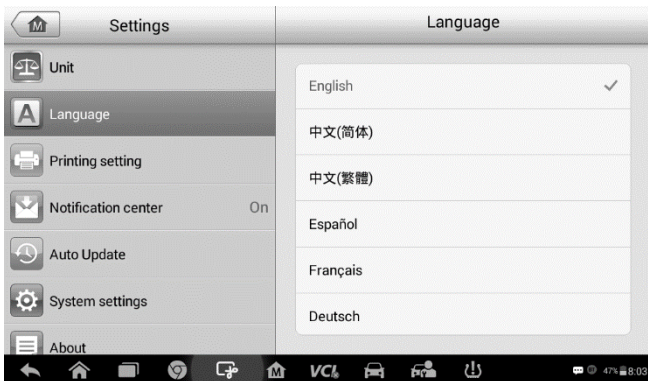 M
Settings
Unit
A
Language
Printing setting
Notification center On
Auto Update
System settings
About
Language
English
中文(简体)
中文(繁體)
Español
Français
Deutsch
M
VCI
47% 8:03